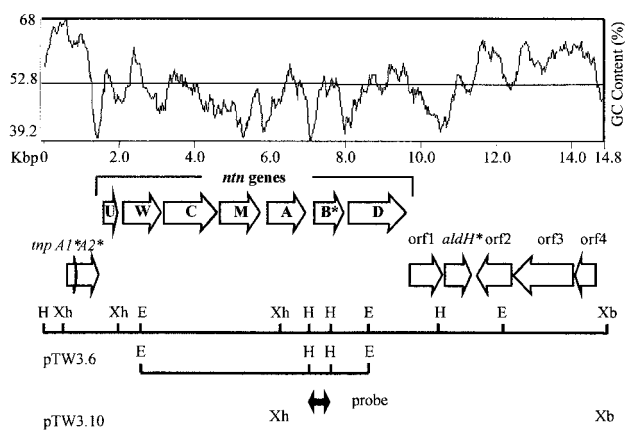 68
52.8
39.2
GC Content (%)
Kbp 0 2.0 4.0 6.0 8.0 10.0 12.0 14.0 14.8
ntn genes
U W C M A B* D
tnp A1*A2* orf1 aldH* orf2 orf3 orf4
H Xh Xh E Xh H H E H E Xb
pTW3.6 E H H E
probe
pTW3.10 Xh Xb